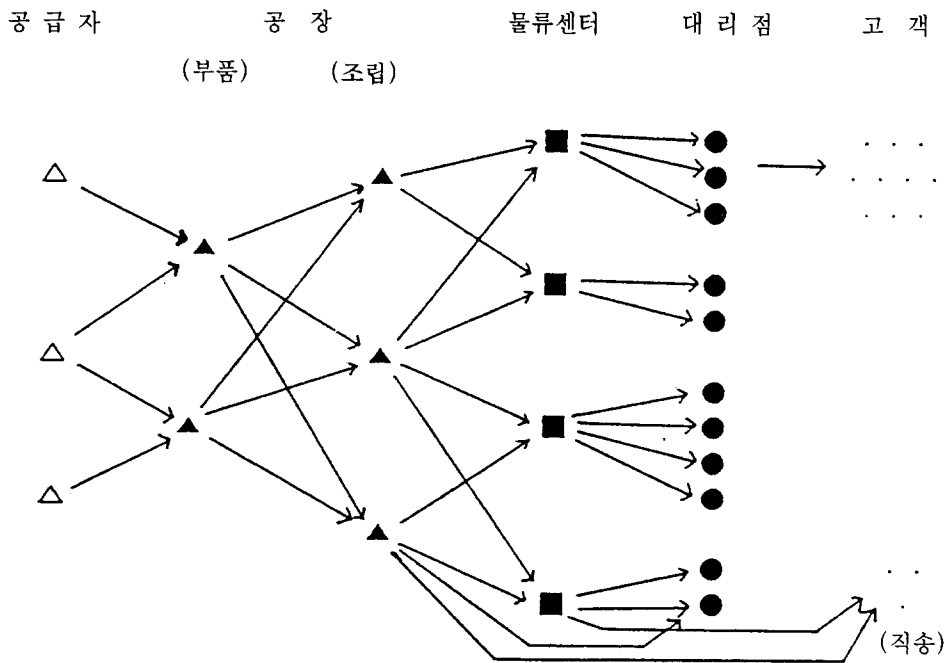 공 급 자 공 장 물류센터 대 리 점 고 객
(부품) (조립)
(직송)